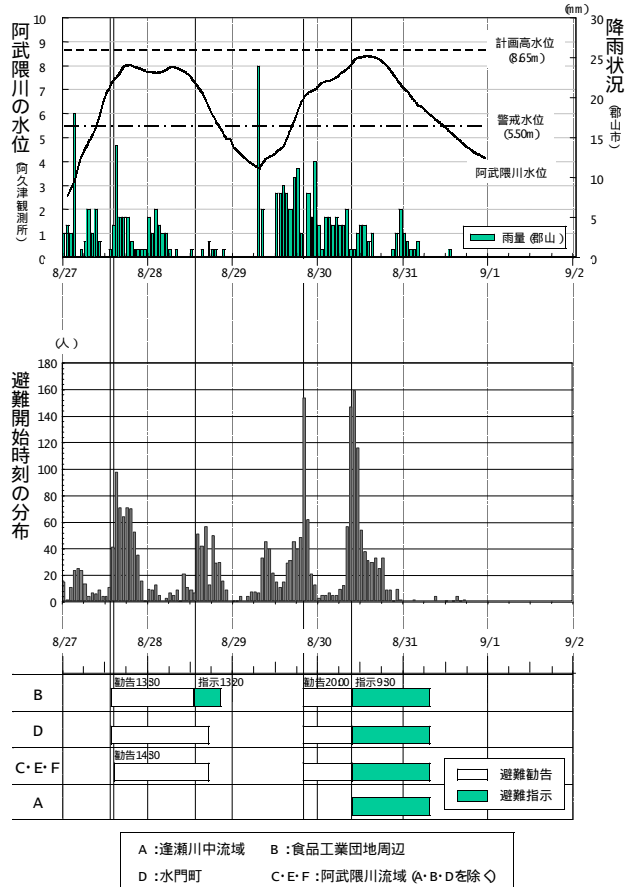 (mm)
阿武隈川の水位 (阿久津観測所)
10
9
8
7
6
5
4
3
2
1
0
計画高水位
(8.65m)
警戒水位
(5.50m)
阿武隈川水位
雨量(郡山)
30
25
20
15
10
5
0
降雨状況 (郡山市)
8/27 8/28 8/29 8/30 8/31 9/1 9/2
(人)
避難開始時刻の分布
180
160
140
120
100
80
60
40
20
0
8/27 8/28 8/29 8/30 8/31 9/1 9/2
勧告13:30 指示13:20 勧告20:00 指示9:30
B
D
勧告14:30
C・E・F
A
避難勧告
避難指示
A:逢瀬川中流域 B:食品工業団地周辺
D:水門町 C・E・F:阿武隈川流域(A・B・Dを除く)